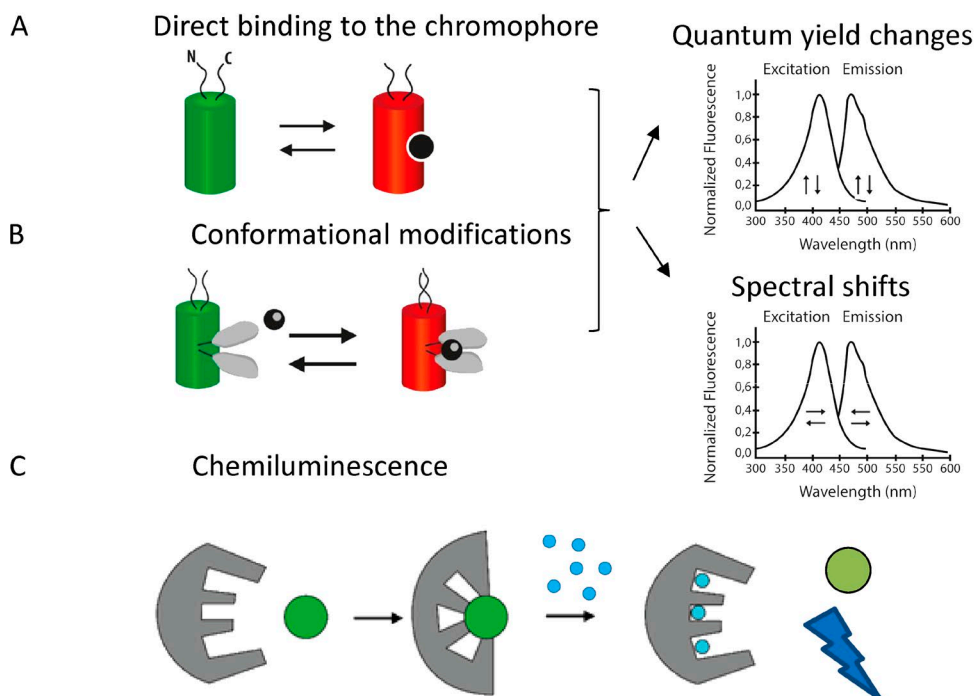 A
Direct binding to the chromophore
N C
B
Conformational modifications
Quantum yield changes
Excitation Emission
Normalized Fluorescence
1,0
0,8
0,6
0,4
0,2
0,0
300 350 400 450 500 550 600
Wavelength (nm)
Spectral shifts
Excitation Emission
Normalized Fluorescence
1,0
0,8
0,6
0,4
0,2
0,0
300 350 400 450 500 550 600
Wavelength (nm)
C
Chemiluminescence